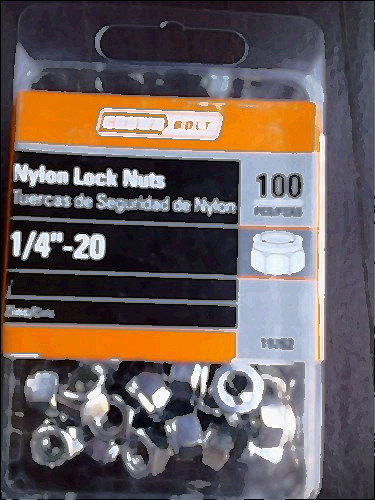 CROWN BOLT
Nylon Lock Nuts
Tuercas de Seguridad de Nylon
100
1/4"-20